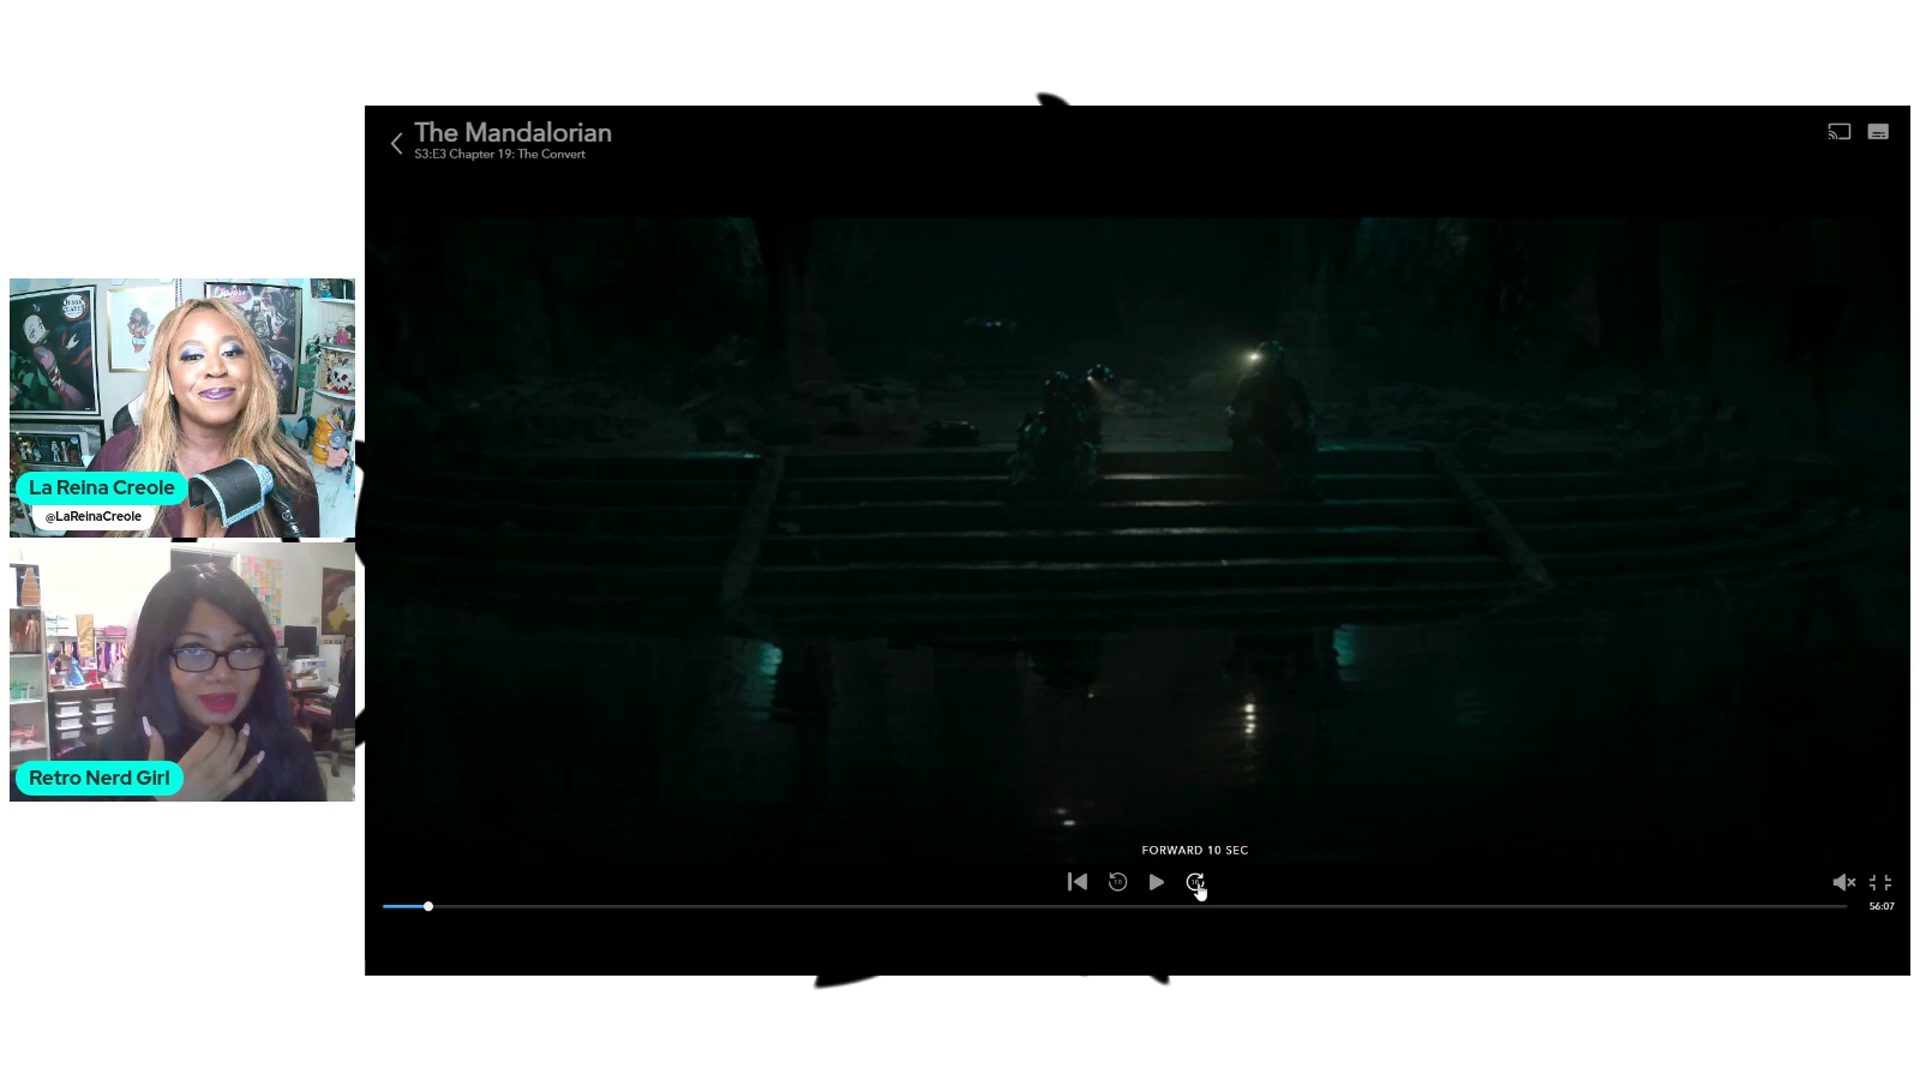 The Mandalorian
S3:E3 Chapter 19: The Convert
La Reina Creole
@LaReinaCreole
Retro Nerd Girl
FORWARD 10 SEC
10
56:07